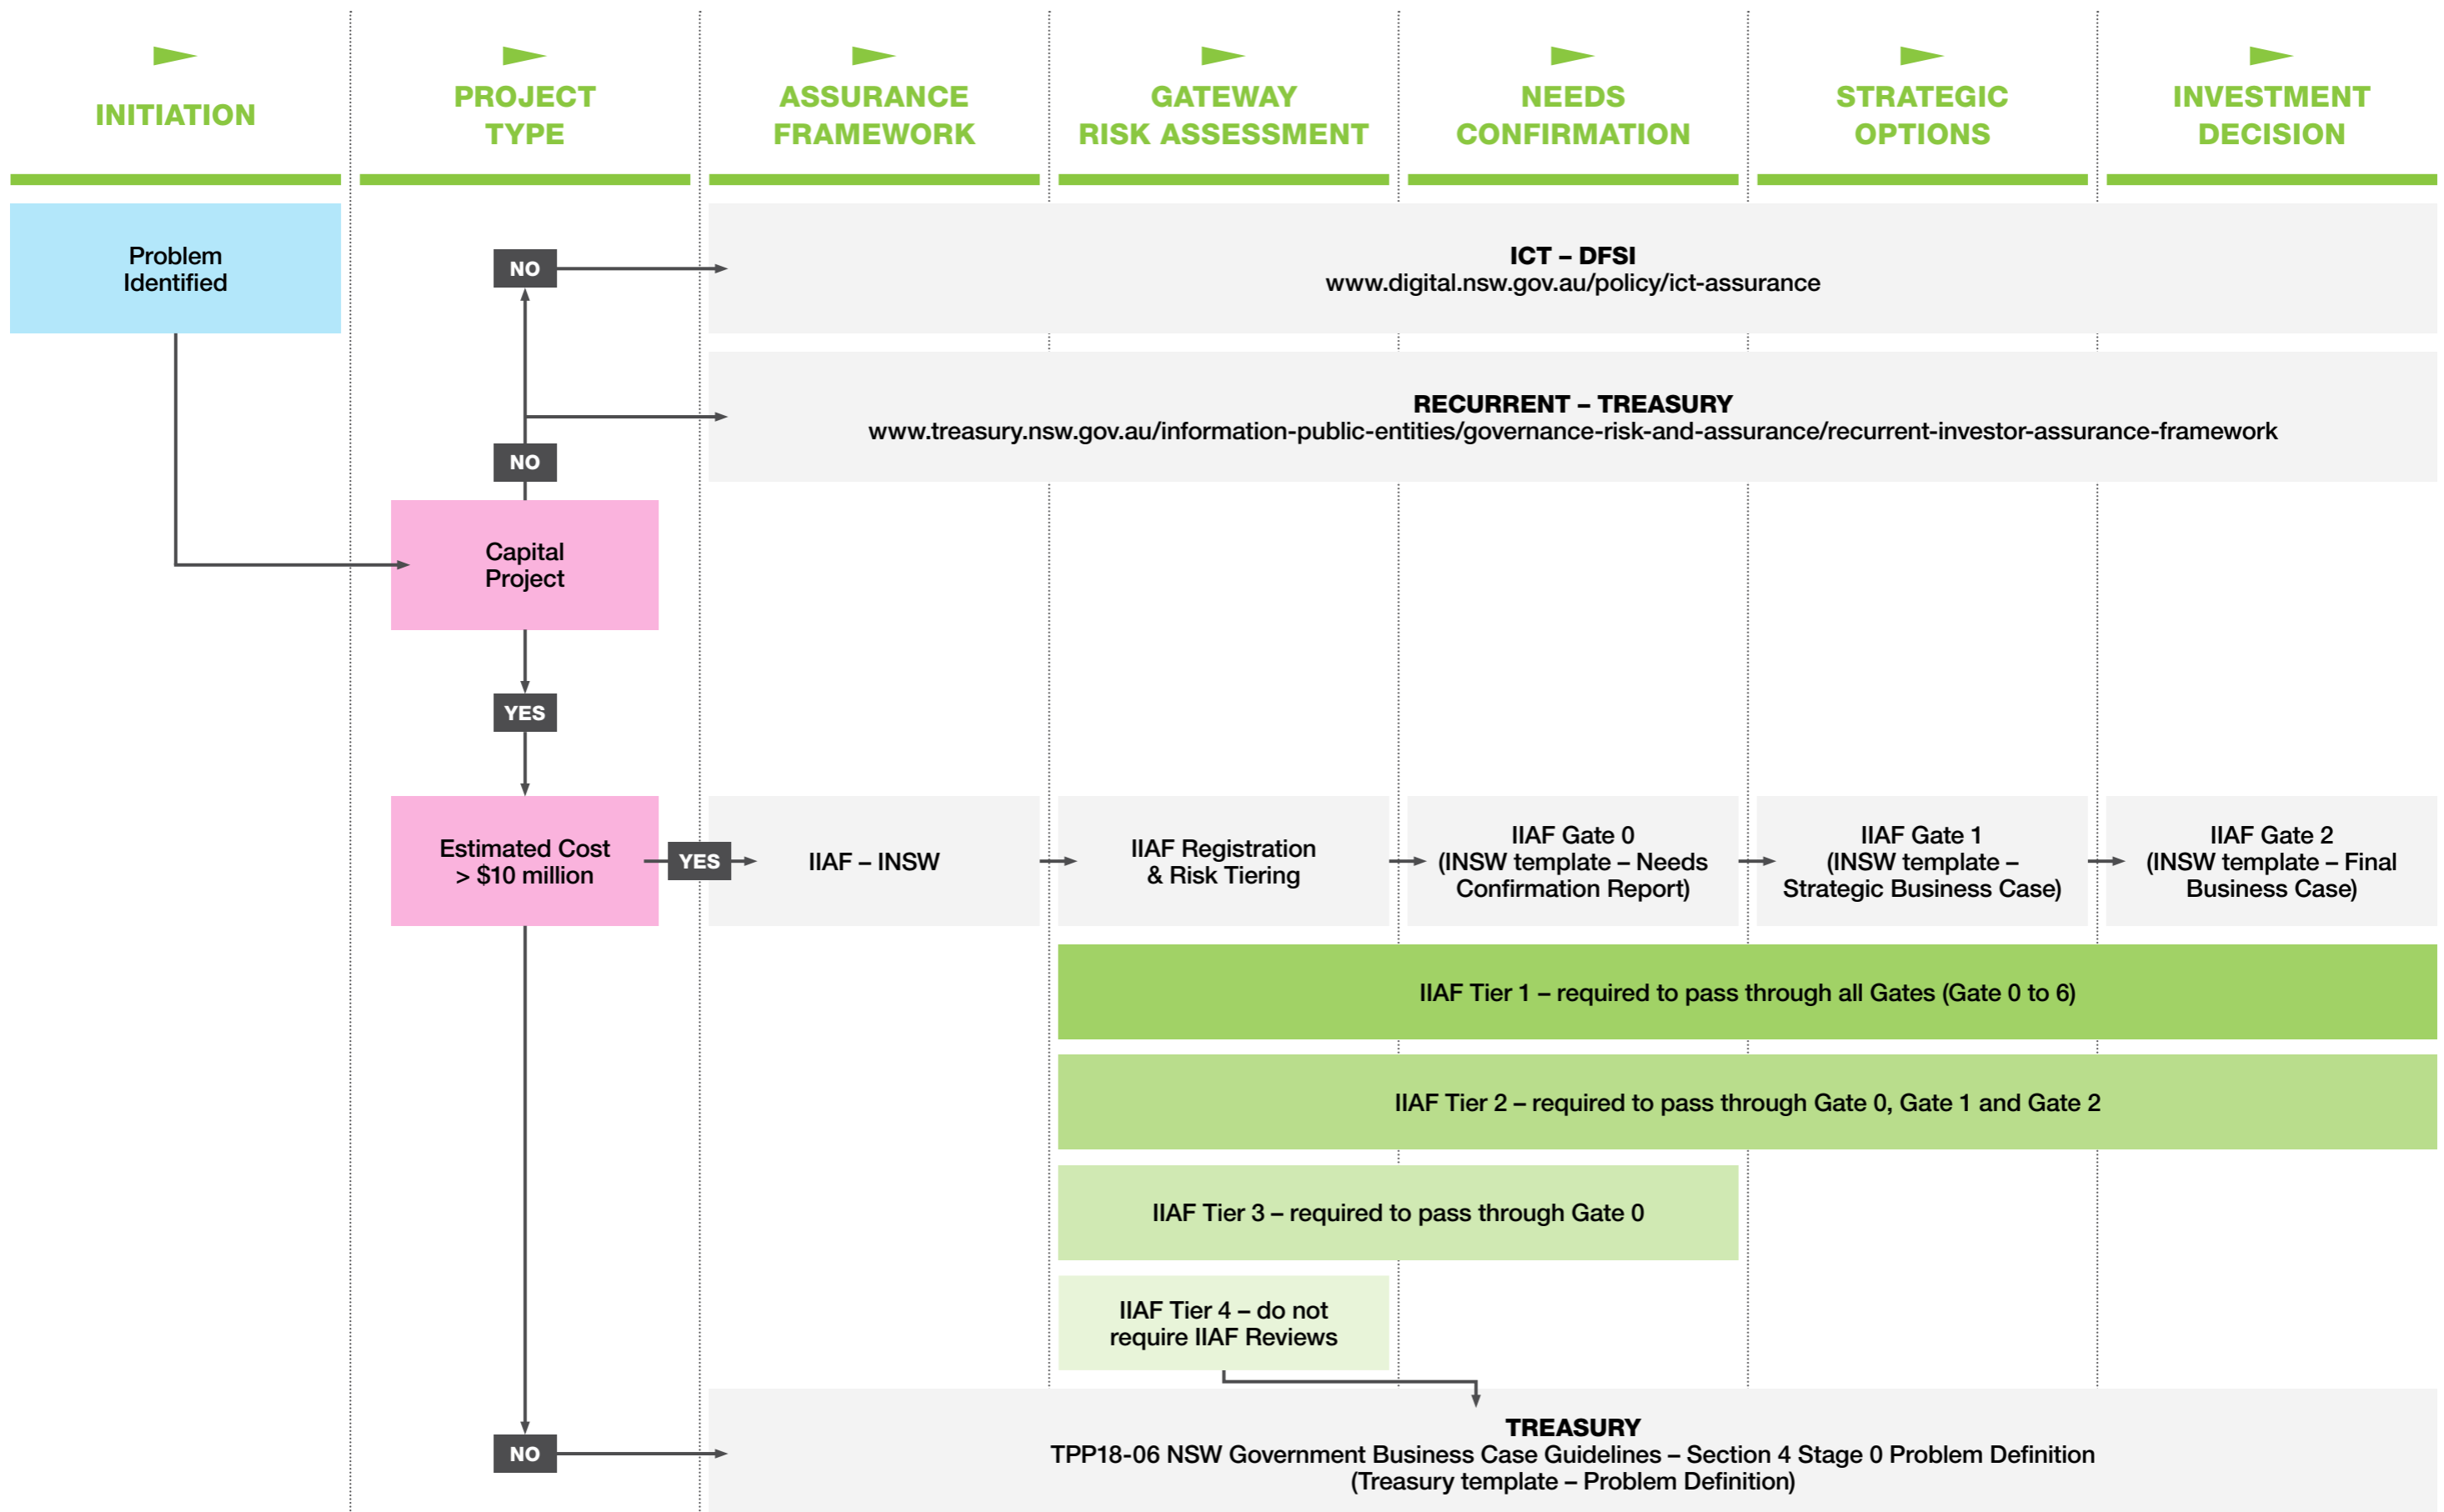 INITIATION
PROJECT
TYPE
ASSURANCE
FRAMEWORK
GATEWAY
RISK ASSESSMENT
NEEDS
CONFIRMATION
STRATEGIC
OPTIONS
INVESTMENT
DECISION
Problem
Identified
NO
ICT – DFSI
www.digital.nsw.gov.au/policy/ict-assurance
RECURRENT – TREASURY
www.treasury.nsw.gov.au/information-public-entities/governance-risk-and-assurance/recurrent-investor-assurance-framework
NO
Capital
Project
YES
Estimated Cost
> $10 million
YES
IIAF – INSW
IIAF Registration
& Risk Tiering
IIAF Gate 0
(INSW template – Needs
Confirmation Report)
IIAF Gate 1
(INSW template –
Strategic Business Case)
IIAF Gate 2
(INSW template – Final
Business Case)
IIAF Tier 1 – required to pass through all Gates (Gate 0 to 6)
IIAF Tier 2 – required to pass through Gate 0, Gate 1 and Gate 2
IIAF Tier 3 – required to pass through Gate 0
IIAF Tier 4 – do not
require IIAF Reviews
NO
TREASURY
TPP18-06 NSW Government Business Case Guidelines – Section 4 Stage 0 Problem Definition
(Treasury template – Problem Definition)